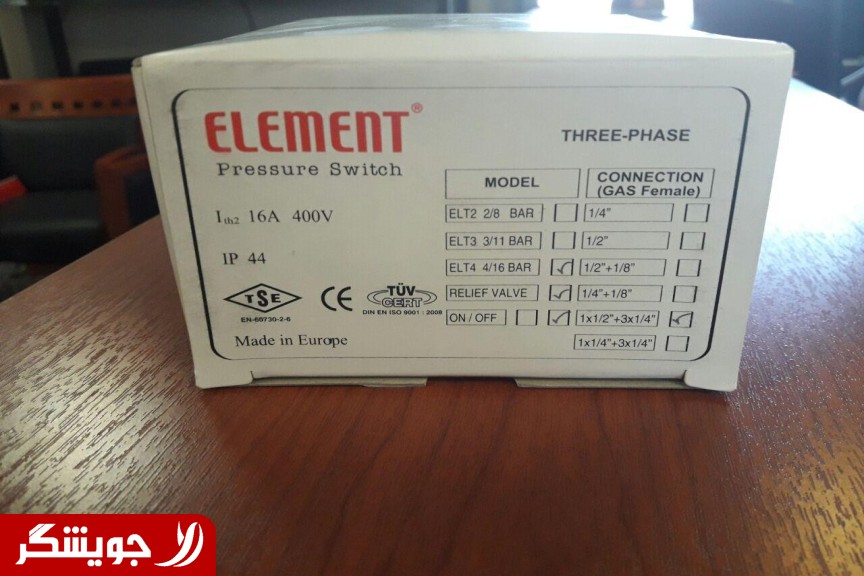 ELEMENT®
Pressure Switch
Ith2 16A 400V
IP 44
TSE
EN-60730-2-6
CE
TÜV
CERT
DIN EN ISO 9001 : 2008
Made in Europe
THREE-PHASE
MODEL
CONNECTION
(GAS Female)
ELT2 2/8 BAR 1/4"
ELT3 3/11 BAR 1/2"
ELT4 4/16 BAR ✓ 1/2"+1/8"
RELIEF VALVE ✓ 1/4"+1/8"
ON / OFF ✓ 1x1/2"+3x1/4" ✓
1x1/4"+3x1/4"
جویشگر